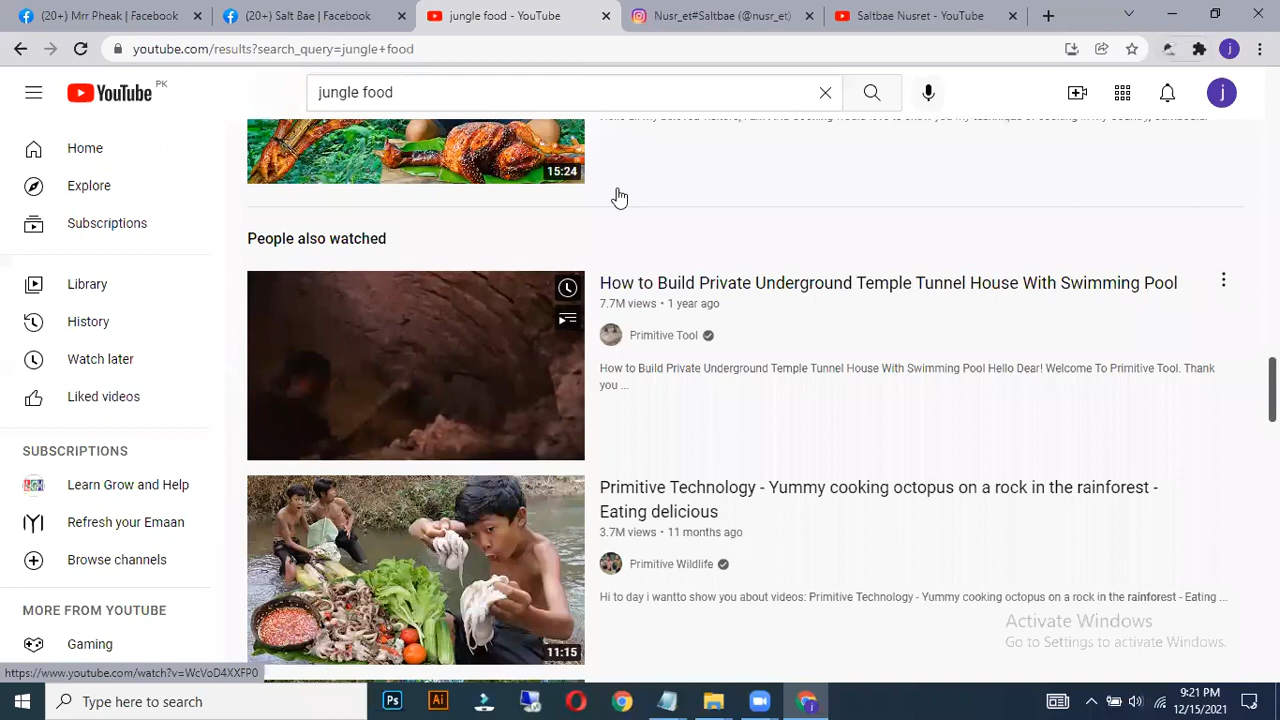 (20+) Mrr Pheak | Facebook
(20+) Salt Bae | Facebook
jungle food - YouTube
Nusr_et#Saltbae (@nusr_et)
Saltbae Nusret - YouTube
youtube.com/results?search_query=jungle+food
j
YouTube PK
jungle food
j
Home
15:24
Explore
Subscriptions
People also watched
Library
How to Build Private Underground Temple Tunnel House With Swimming Pool
7.7M views • 1 year ago
History
Primitive Tool
Watch later
How to Build Private Underground Temple Tunnel House With Swimming Pool Hello Dear! Welcome To Primitive Tool. Thank
you ...
Liked videos
SUBSCRIPTIONS
Learn Grow and Help
Primitive Technology - Yummy cooking octopus on a rock in the rainforest -
Eating delicious
Refresh your Emaan
3.7M views • 11 months ago
Browse channels
Primitive Wildlife
Hi to day i wantto show you about videos: Primitive Technology - Yummy cooking octopus on a rock in the rainforest - Eating ...
MORE FROM YOUTUBE
Activate Windows
Go to Settings to activate Windows.
Gaming
11:15
https://www.youtube.com/watch?v=WcVoD4XXFP0
Type here to search
Ps
Ai
9:21 PM
12/15/2021